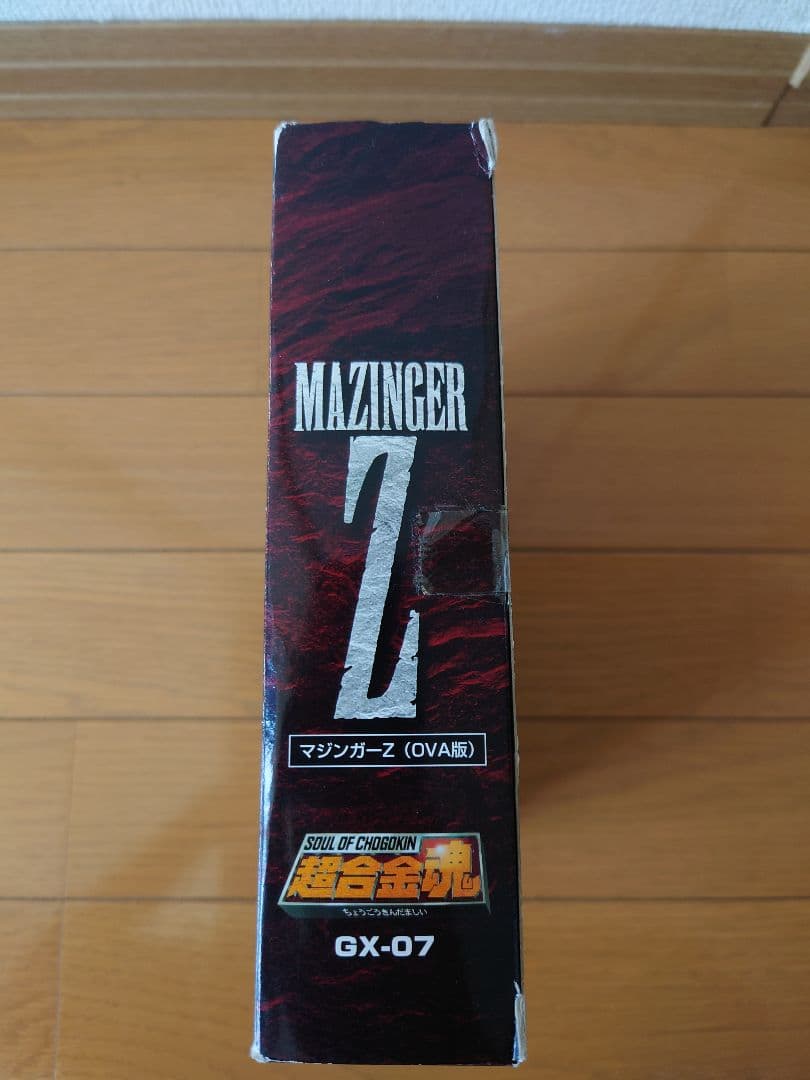 MAZINGER
Z
マジンガーZ（OVA版）
SOUL OF CHOGOKIN
超合金魂
ちょうごうきんだましい
GX-07